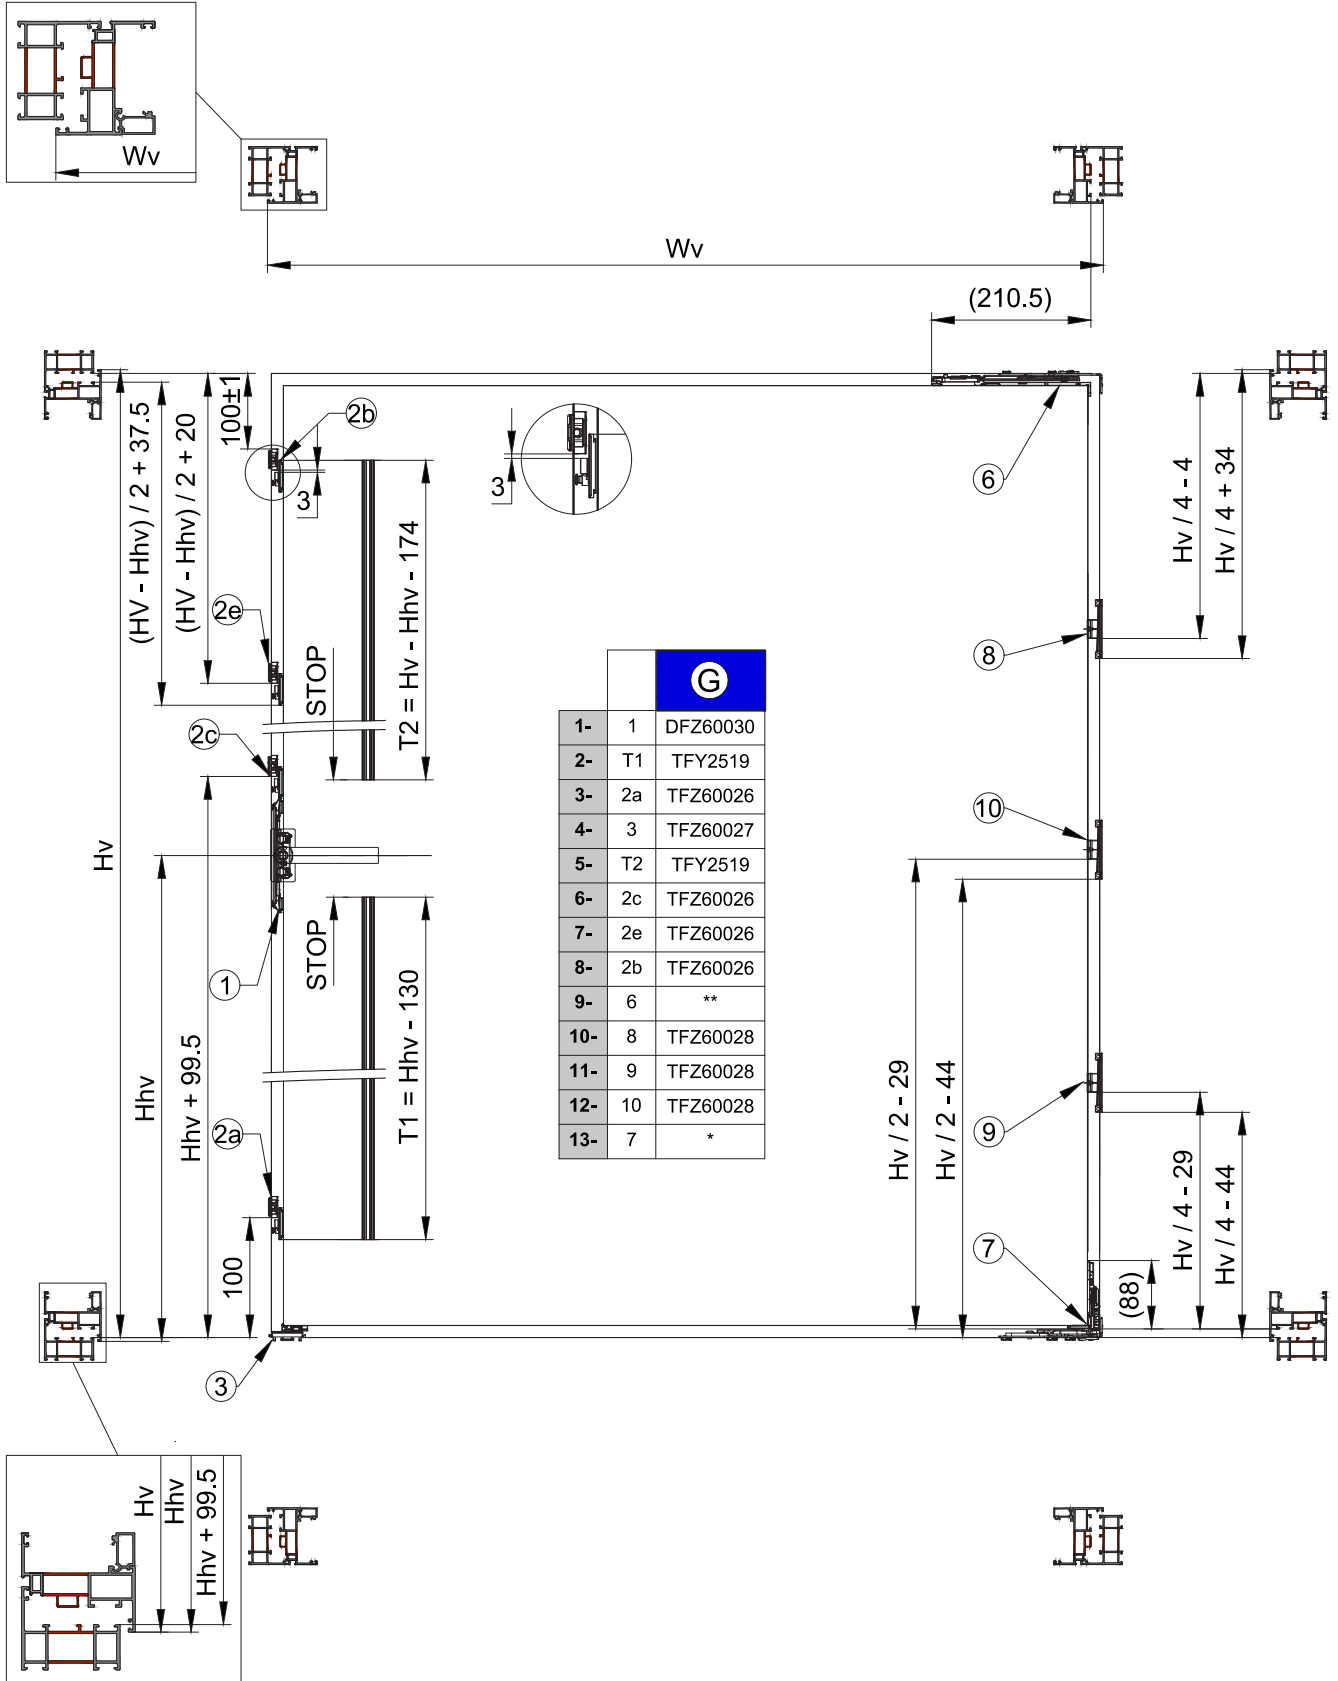 Wv
Wv
(210.5)
100±1
2b
(HV - Hhv) / 2 + 37.5
(HV - Hhv) / 2 + 20
3
3
6
Hv / 4 - 4
Hv / 4 + 34
2e
STOP
T2 = Hv - Hhv - 174
8
2c
G
1- 1 DFZ60030
2- T1 TFY2519
3- 2a TFZ60026
4- 3 TFZ60027
5- T2 TFY2519
6- 2c TFZ60026
7- 2e TFZ60026
8- 2b TFZ60026
9- 6 **
10- 8 TFZ60028
11- 9 TFZ60028
12- 10 TFZ60028
13- 7 *
10
Hv
1
STOP
T1 = Hhv - 130
Hhv
Hhv + 99.5
2a
100
Hv / 2 - 29
Hv / 2 - 44
9
Hv / 4 - 29
Hv / 4 - 44
7
(88)
3
Hv
Hhv
Hhv + 99.5